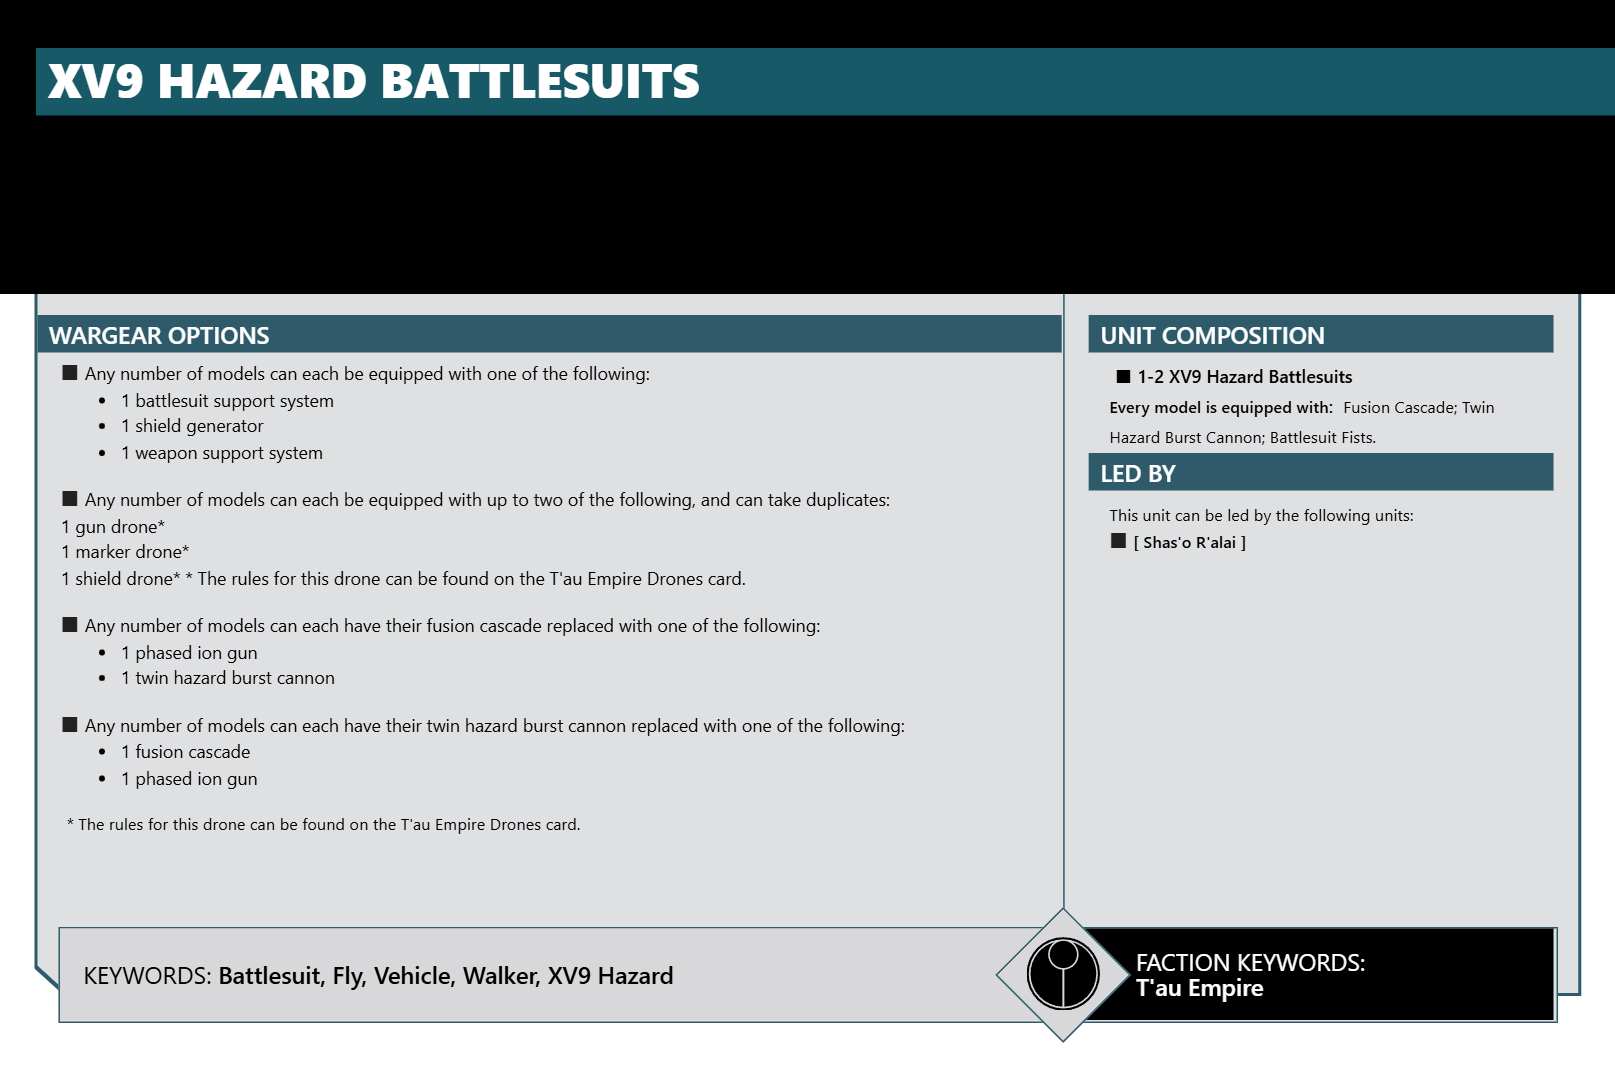 XV9 HAZARD BATTLESUITS
WARGEAR OPTIONS
■ Any number of models can each be equipped with one of the following:
• 1 battlesuit support system
• 1 shield generator
• 1 weapon support system
■ Any number of models can each be equipped with up to two of the following, and can take duplicates:
1 gun drone*
1 marker drone*
1 shield drone* * The rules for this drone can be found on the T'au Empire Drones card.
■ Any number of models can each have their fusion cascade replaced with one of the following:
• 1 phased ion gun
• 1 twin hazard burst cannon
■ Any number of models can each have their twin hazard burst cannon replaced with one of the following:
• 1 fusion cascade
• 1 phased ion gun
* The rules for this drone can be found on the T'au Empire Drones card.
UNIT COMPOSITION
■ 1-2 XV9 Hazard Battlesuits
Every model is equipped with: Fusion Cascade; Twin
Hazard Burst Cannon; Battlesuit Fists.
LED BY
This unit can be led by the following units:
■ [ Shas'o R'alai ]
KEYWORDS: Battlesuit, Fly, Vehicle, Walker, XV9 Hazard
FACTION KEYWORDS:
T'au Empire